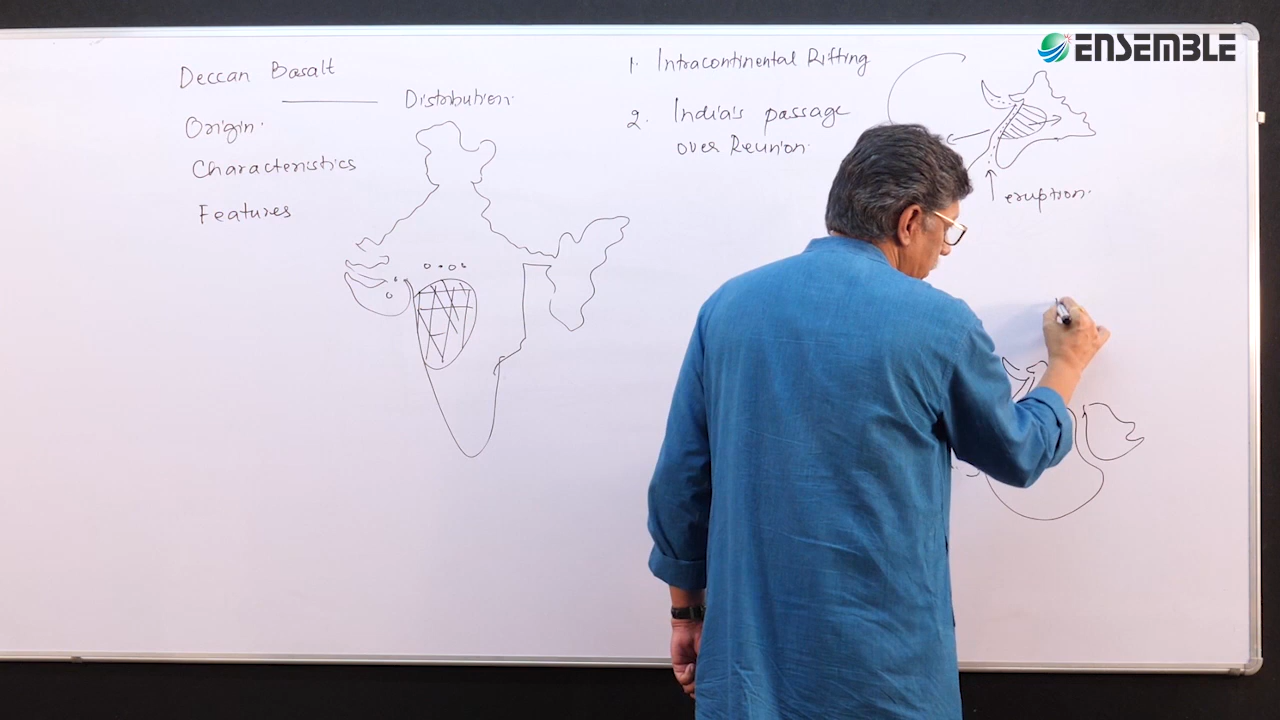 ENSEMBLE
Deccan Basalt
Distribution.
Origin.
Characteristics
Features
1. Intracontinental Rifting
2. India's passage
over Reunion.
eruption.